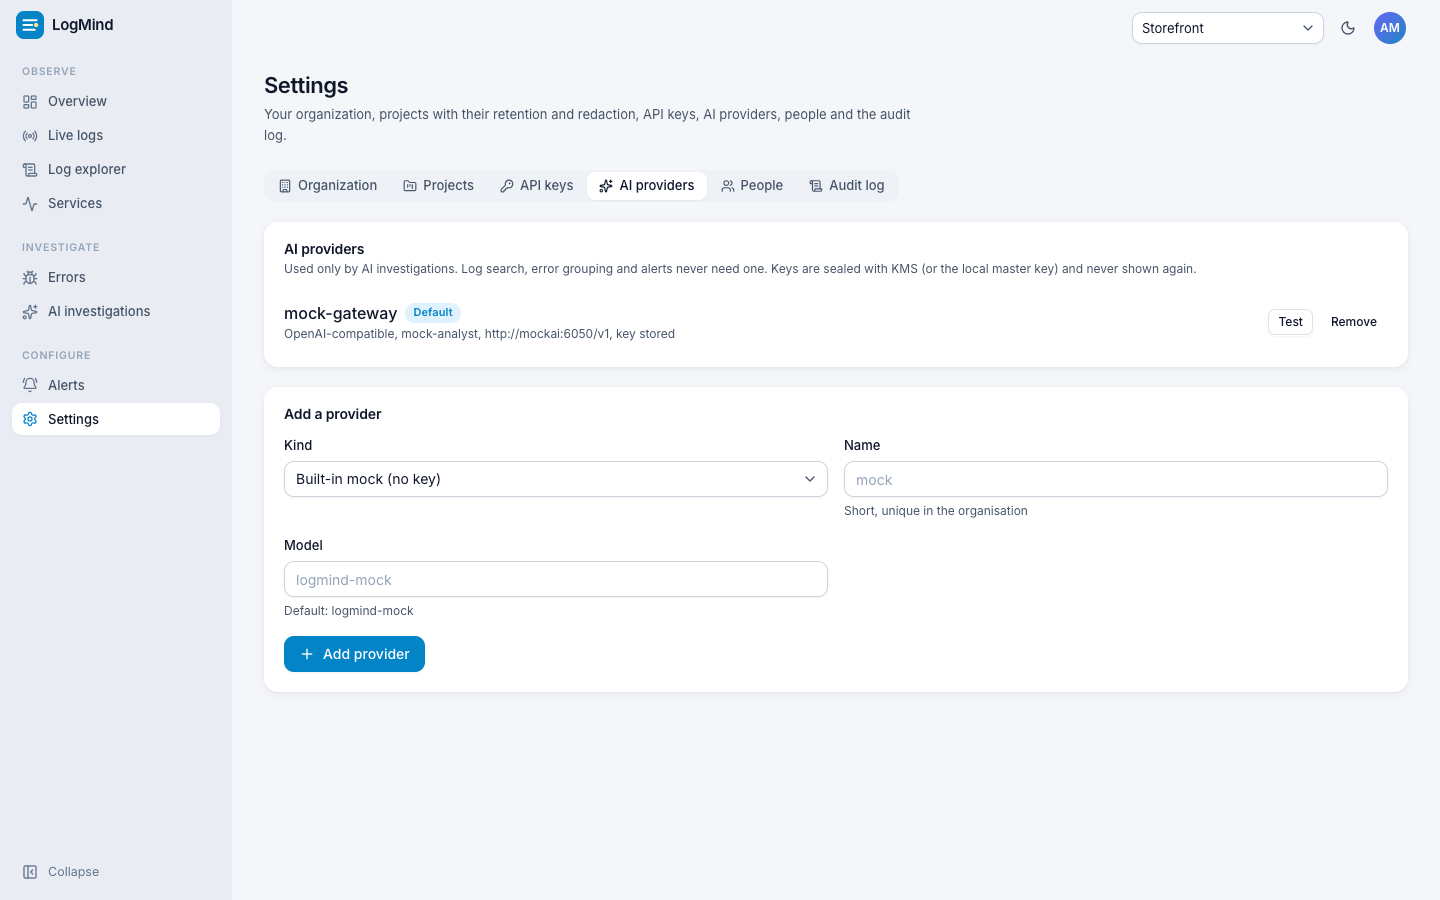 LogMind
Storefront
AM
OBSERVE
Overview
Live logs
Log explorer
Services
INVESTIGATE
Errors
AI investigations
CONFIGURE
Alerts
Settings
Collapse
Settings
Your organization, projects with their retention and redaction, API keys, AI providers, people and the audit
log.
Organization
Projects
API keys
AI providers
People
Audit log
AI providers
Used only by AI investigations. Log search, error grouping and alerts never need one. Keys are sealed with KMS (or the local master key) and never shown again.
mock-gateway Default
OpenAI-compatible, mock-analyst, http://mockai:6050/v1, key stored
Test
Remove
Add a provider
Kind
Built-in mock (no key)
Name
mock
Short, unique in the organisation
Model
logmind-mock
Default: logmind-mock
Add provider